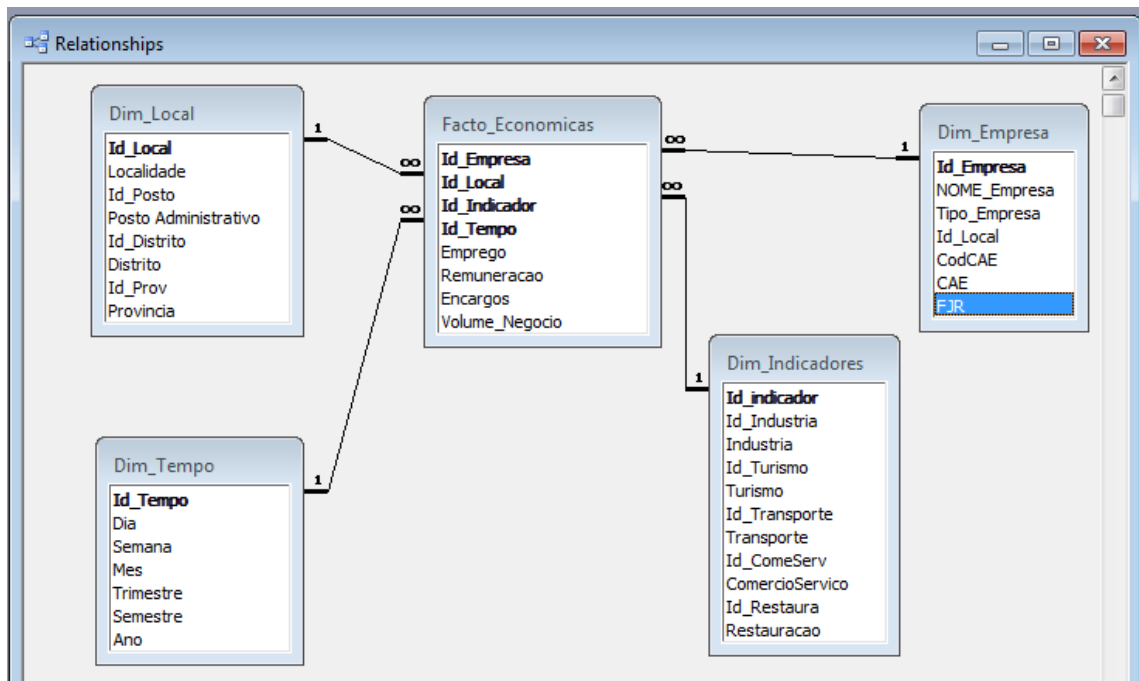 Relationships
Dim_Local
Id_Local
Localidade
Id_Posto
Posto Administrativo
Id_Distrito
Distrito
Id_Prov
Provincia
1
∞
Facto_Economicas
Id_Empresa
Id_Local
Id_Indicador
Id_Tempo
Emprego
Remuneracao
Encargos
Volume_Negocio
∞
∞
∞
1
Dim_Empresa
Id_Empresa
NOME_Empresa
Tipo_Empresa
Id_Local
CodCAE
CAE
FJR
Dim_Tempo
Id_Tempo
Dia
Semana
Mes
Trimestre
Semestre
Ano
1
1
Dim_Indicadores
Id_indicador
Id_Industria
Industria
Id_Turismo
Turismo
Id_Transporte
Transporte
Id_ComeServ
ComercioServico
Id_Restaura
Restauracao